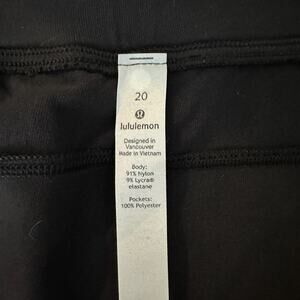 20
lululemon
Designed in
Vancouver
Made in Vietnam
Body:
91% Nylon
9% Lycra®
elastane
Pockets:
100% Polyester